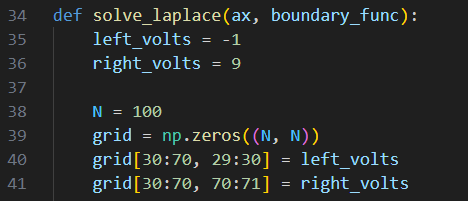 34 def solve_laplace(ax, boundary_func):
35     left_volts = -1
36     right_volts = 9
37
38     N = 100
39     grid = np.zeros((N, N))
40     grid[30:70, 29:30] = left_volts
41     grid[30:70, 70:71] = right_volts